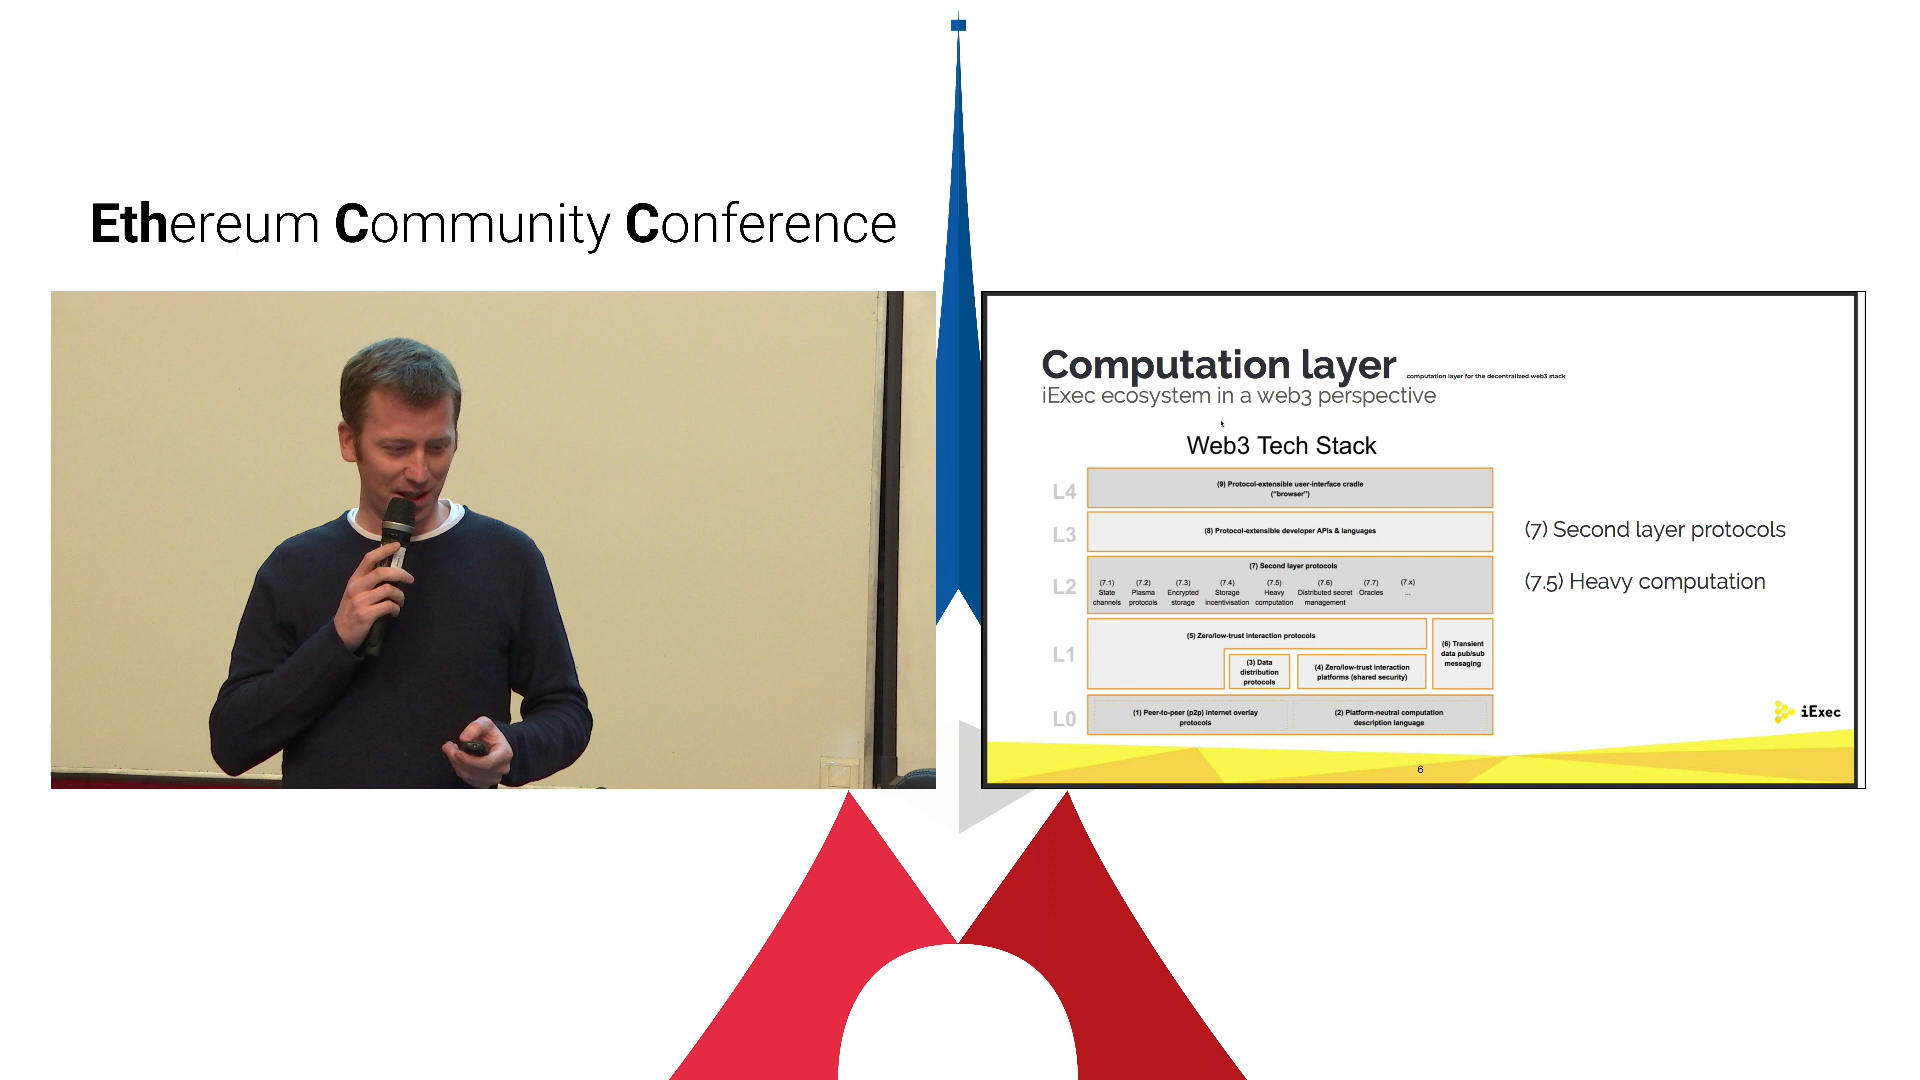 Ethereum Community Conference
Computation layer computation layer for the decentralized web3 stack
iExec ecosystem in a web3 perspective
Web3 Tech Stack
L4
(9) Protocol-extensible user-interface cradle
("browser")
L3
(8) Protocol-extensible developer APIs & languages
L2
(7) Second layer protocols
(7.1) State channels
(7.2) Plasma protocols
(7.3) Encrypted storage
(7.4) Storage incentivisation
(7.5) Heavy computation
(7.6) Distributed secret management
(7.7) Oracles
(7.x) ...
L1
(5) Zero/low-trust interaction protocols
(3) Data
distribution
protocols
(4) Zero/low-trust interaction
platforms (shared security)
(6) Transient
data pub/sub
messaging
L0
(1) Peer-to-peer (p2p) internet overlay
protocols
(2) Platform-neutral computation
description language
(7) Second layer protocols
(7.5) Heavy computation
iExec
6